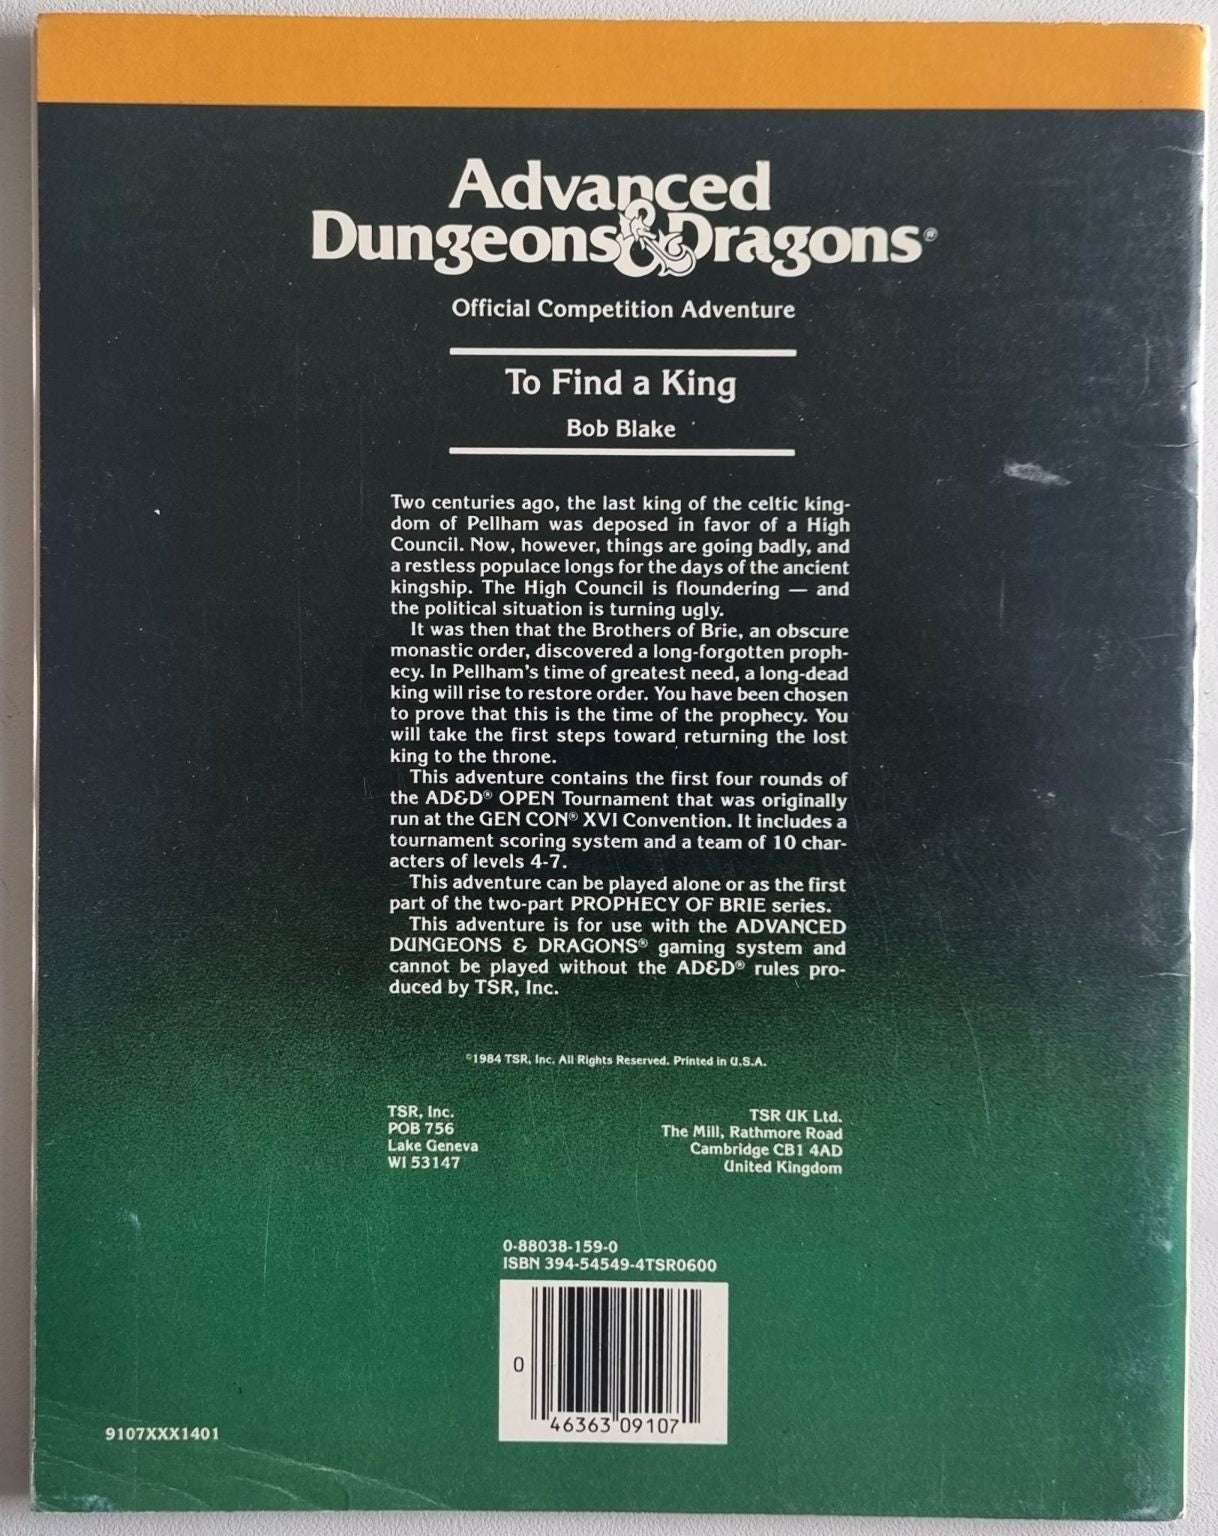 Advanced
Dungeons & Dragons®
Official Competition Adventure
To Find a King
Bob Blake
Two centuries ago, the last king of the celtic king-
dom of Pellham was deposed in favor of a High
Council. Now, however, things are going badly, and
a restless populace longs for the days of the ancient
kingship. The High Council is floundering — and
the political situation is turning ugly.
It was then that the Brothers of Brie, an obscure
monastic order, discovered a long-forgotten proph-
ecy. In Pellham's time of greatest need, a long-dead
king will rise to restore order. You have been chosen
to prove that this is the time of the prophecy. You
will take the first steps toward returning the lost
king to the throne.
This adventure contains the first four rounds of
the AD&D® OPEN Tournament that was originally
run at the GEN CON® XVI Convention. It includes a
tournament scoring system and a team of 10 char-
acters of levels 4-7.
This adventure can be played alone or as the first
part of the two-part PROPHECY OF BRIE series.
This adventure is for use with the ADVANCED
DUNGEONS & DRAGONS® gaming system and
cannot be played without the AD&D® rules pro-
duced by TSR, Inc.
©1984 TSR, Inc. All Rights Reserved. Printed in U.S.A.
TSR, Inc.
POB 756
Lake Geneva
WI 53147
TSR UK Ltd.
The Mill, Rathmore Road
Cambridge CB1 4AD
United Kingdom
0-88038-159-0
ISBN 394-54549-4TSR0600
0 46363 09107
9107XXX1401